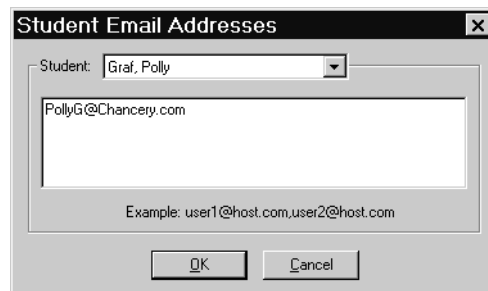 Student Email Addresses
Student: Graf, Polly
PollyG@Chancery.com
Example: user1@host.com,user2@host.com
OK Cancel